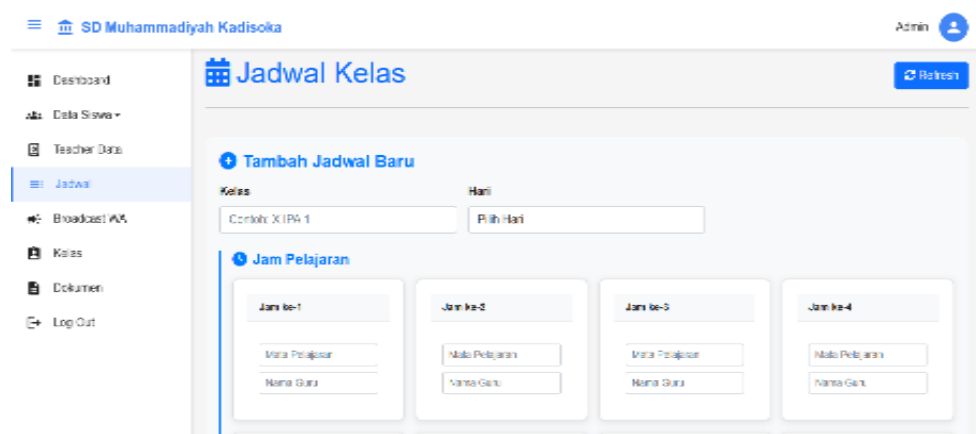 SD Muhammadiyah Kadisoka
Admin
Dashboard
Data Siswa
Teacher Data
Jadwal
Broadcast WA
Kelas
Dokumen
Log Out
Jadwal Kelas
Refresh
Tambah Jadwal Baru
Kelas Hari
Contoh: X IPA 1 Pilih Hari
Jam Pelajaran
Jam ke-1 Jam ke-2 Jam ke-3 Jam ke-4
Mata Pelajaran Mata Pelajaran Mata Pelajaran Mata Pelajaran
Nama Guru Nama Guru Nama Guru Nama Guru